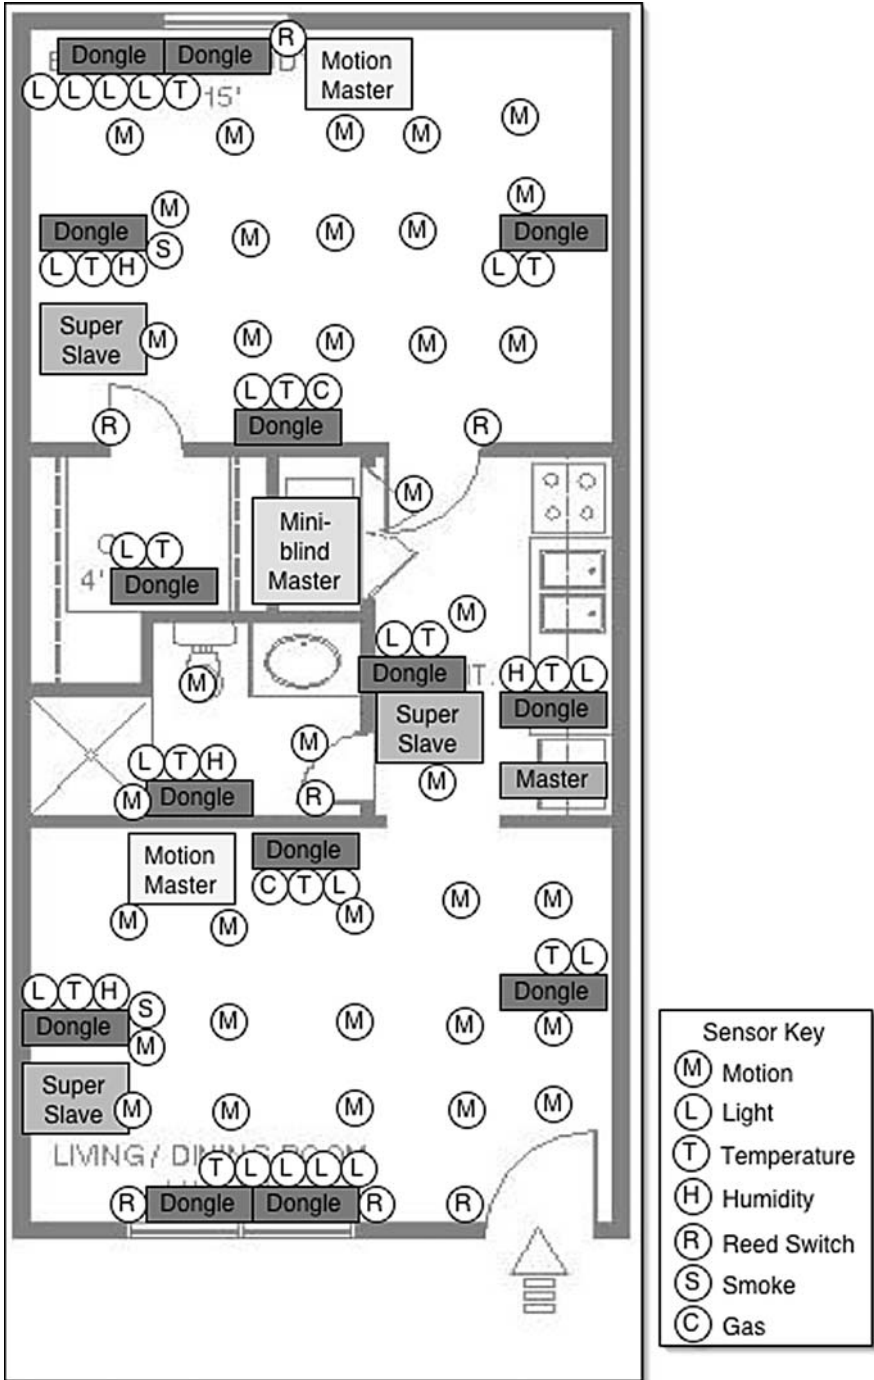 R
Dongle Dongle
Motion
Master
L L L L T
15'
M M M M M
M M
Dongle S Dongle
M M M
L T H L T
Super
Slave
M M M M M
L T C
R Dongle R
M
Mini-
blind
Master
L T
4' Dongle
M
L T
Dongle
H T L
M
Super
Slave
Dongle
M
L T H
Master
M
M Dongle R
Motion
Master
Dongle
C T L
M M M M M
T L
L T H
Dongle
S
Dongle
M M M M
M
Super
Slave
M M M M M
LIVING / DINING ROOM
T L L L L
R Dongle Dongle R R
Sensor Key
M Motion
L Light
T Temperature
H Humidity
R Reed Switch
S Smoke
C Gas